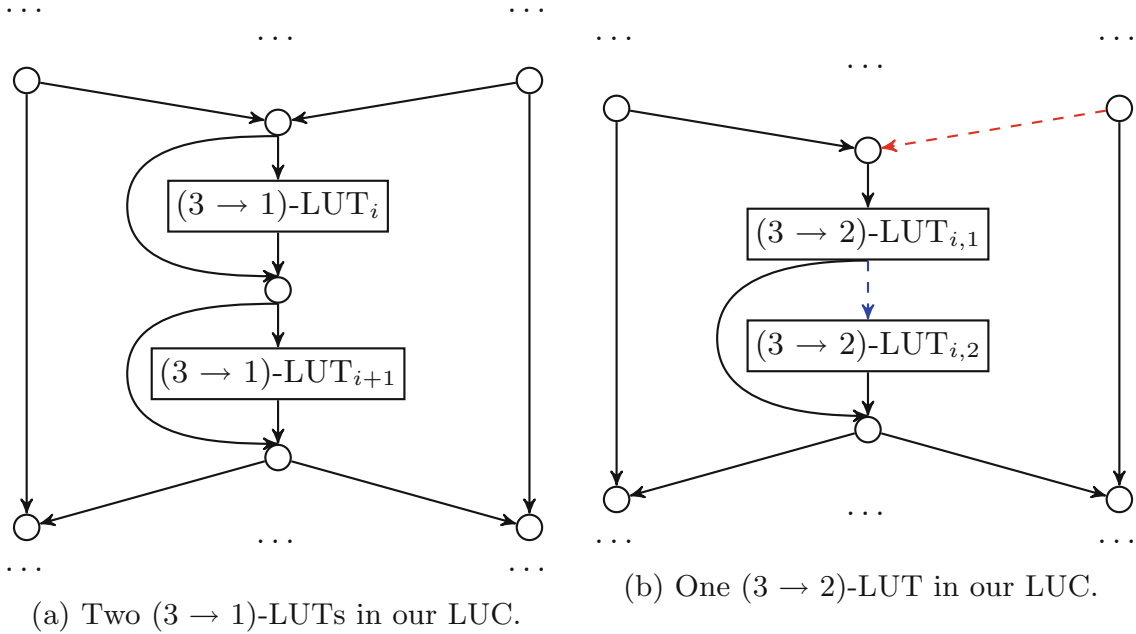 ... ...
...
(3 → 1)-LUT_i
(3 → 1)-LUT_{i+1}
...
... ...
(a) Two (3 → 1)-LUTs in our LUC.
... ...
...
(3 → 2)-LUT_{i,1}
(3 → 2)-LUT_{i,2}
...
... ...
(b) One (3 → 2)-LUT in our LUC.